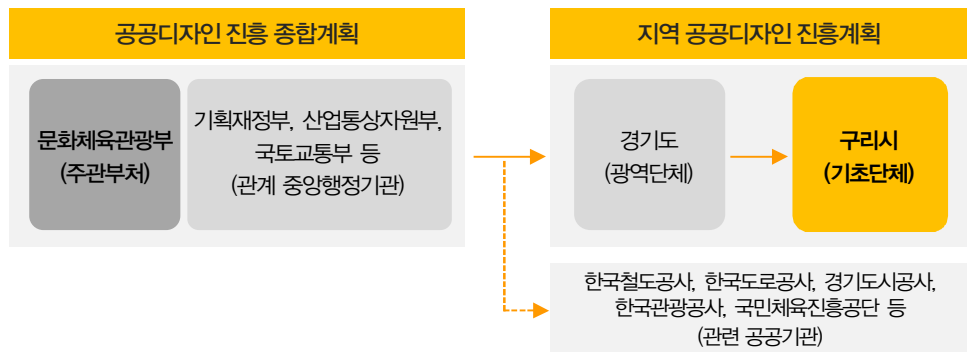 공공디자인 진흥 종합계획
문화체육관광부
(주관부처)
기획재정부, 산업통상자원부,
국토교통부 등
(관계 중앙행정기관)
지역 공공디자인 진흥계획
경기도
(광역단체)
구리시
(기초단체)
한국철도공사, 한국도로공사, 경기도시공사,
한국관광공사, 국민체육진흥공단 등
(관련 공공기관)